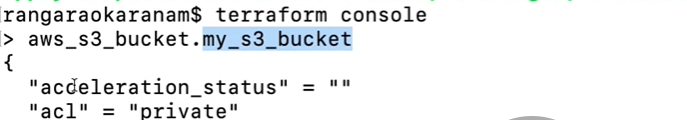 rangaraokaranam$ terraform console
> aws_s3_bucket.my_s3_bucket
{
"acceleration_status" = ""
"acl" = "private"